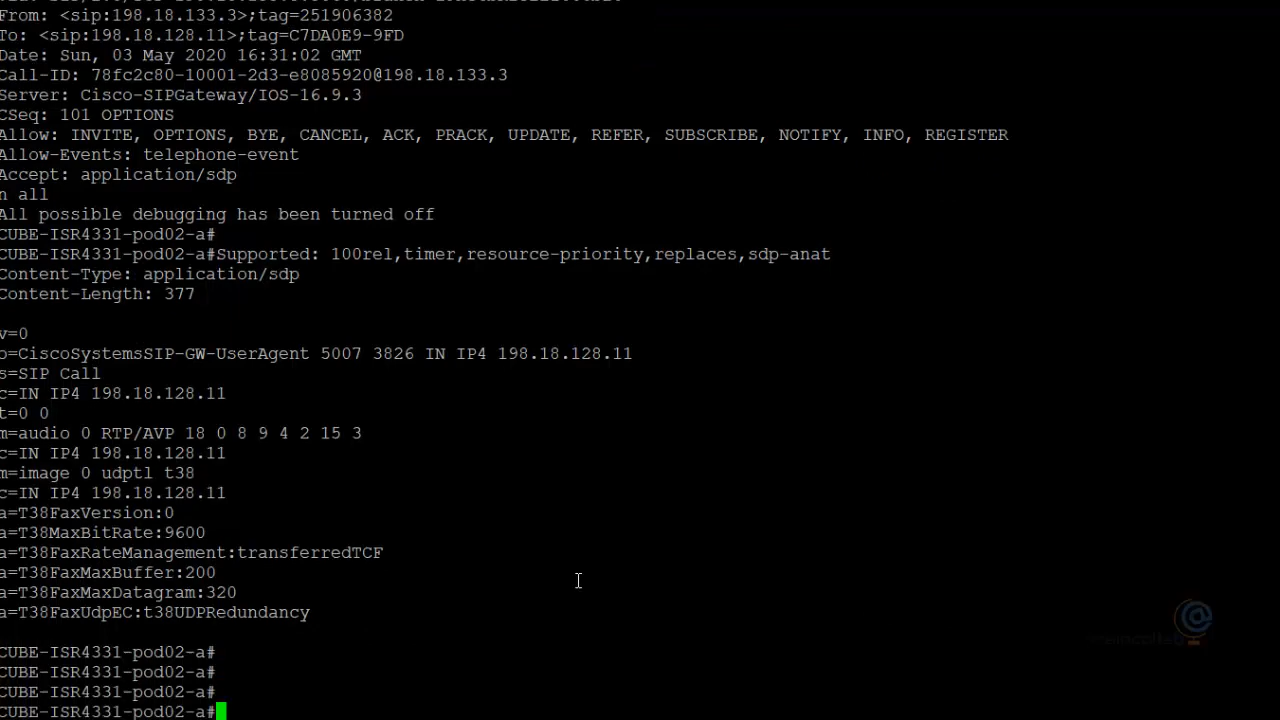 From: <sip:198.18.133.3>;tag=251906382
To: <sip:198.18.128.11>;tag=C7DA0E9-9FD
Date: Sun, 03 May 2020 16:31:02 GMT
Call-ID: 78fc2c80-10001-2d3-e8085920@198.18.133.3
Server: Cisco-SIPGateway/IOS-16.9.3
CSeq: 101 OPTIONS
Allow: INVITE, OPTIONS, BYE, CANCEL, ACK, PRACK, UPDATE, REFER, SUBSCRIBE, NOTIFY, INFO, REGISTER
Allow-Events: telephone-event
Accept: application/sdp
n all
All possible debugging has been turned off
CUBE-ISR4331-pod02-a#
CUBE-ISR4331-pod02-a#Supported: 100rel,timer,resource-priority,replaces,sdp-anat
Content-Type: application/sdp
Content-Length: 377
v=0
o=CiscoSystemsSIP-GW-UserAgent 5007 3826 IN IP4 198.18.128.11
s=SIP Call
c=IN IP4 198.18.128.11
t=0 0
m=audio 0 RTP/AVP 18 0 8 9 4 2 15 3
c=IN IP4 198.18.128.11
m=image 0 udptl t38
c=IN IP4 198.18.128.11
a=T38FaxVersion:0
a=T38MaxBitRate:9600
a=T38FaxRateManagement:transferredTCF
a=T38FaxMaxBuffer:200
a=T38FaxMaxDatagram:320
a=T38FaxUdpEC:t38UDPRedundancy
CUBE-ISR4331-pod02-a#
CUBE-ISR4331-pod02-a#
CUBE-ISR4331-pod02-a#
CUBE-ISR4331-pod02-a#